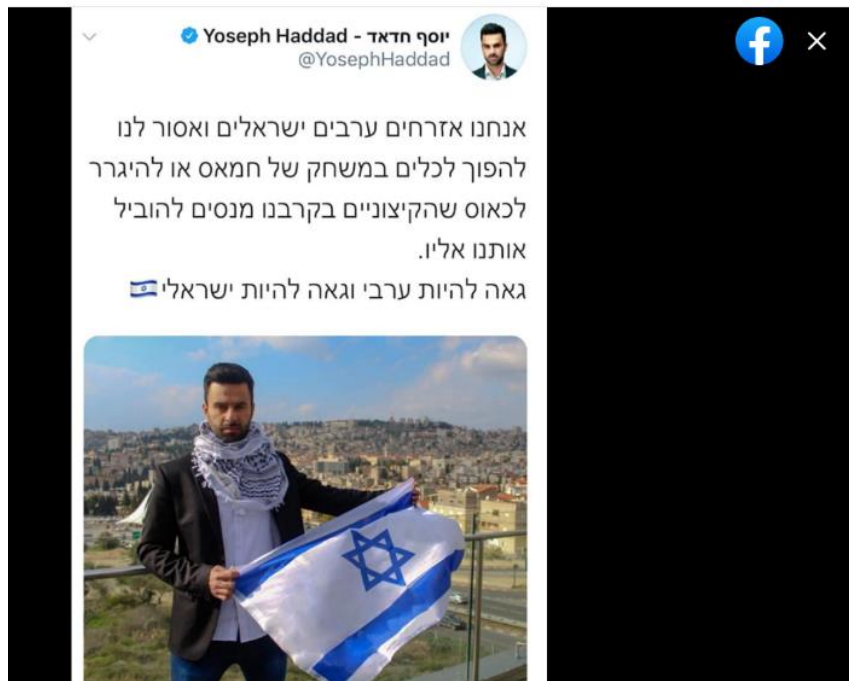 יוסף חדאד - Yoseph Haddad
@YosephHaddad
אנחנו אזרחים ערבים ישראלים ואסור לנו
להפוך לכלים במשחק של חמאס או להיגרר
לכאוס שהקיצוניים בקרבנו מנסים להוביל
אותנו אליו.
גאה להיות ערבי וגאה להיות ישראלי🇮🇱